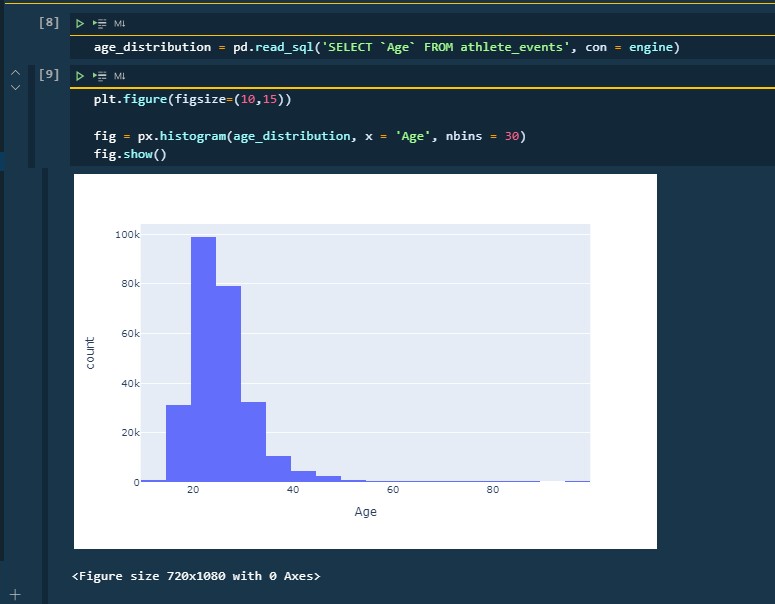 [8] M↓
age_distribution = pd.read_sql('SELECT `Age` FROM athlete_events', con = engine)
[9] M↓
plt.figure(figsize=(10,15))
fig = px.histogram(age_distribution, x = 'Age', nbins = 30)
fig.show()
100k
80k
60k
40k
20k
0
count
20 40 60 80
Age
<Figure size 720x1080 with 0 Axes>